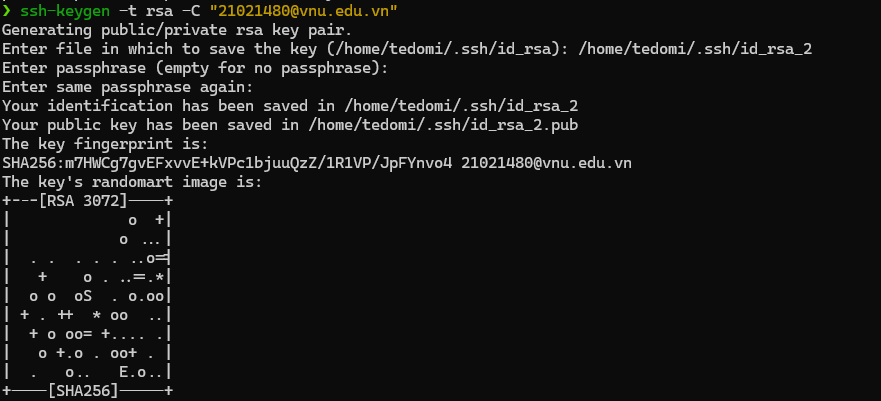 ❯ ssh-keygen -t rsa -C "21021480@vnu.edu.vn"
Generating public/private rsa key pair.
Enter file in which to save the key (/home/tedomi/.ssh/id_rsa): /home/tedomi/.ssh/id_rsa_2
Enter passphrase (empty for no passphrase):
Enter same passphrase again:
Your identification has been saved in /home/tedomi/.ssh/id_rsa_2
Your public key has been saved in /home/tedomi/.ssh/id_rsa_2.pub
The key fingerprint is:
SHA256:m7HWCg7gvEFxvvE+kVPc1bjuuQzZ/1R1VP/JpFYnvo4 21021480@vnu.edu.vn
The key's randomart image is:
+---[RSA 3072]----+
|             o  +|
|            o ...|
|  . .  . . . ..o=|
|   +    o . ..==.*|
|  o o  oS  . o.oo|
| + . ++  * oo  ..|
|  + o oo= +.... .|
|   o +.o . oo+ . |
|  .   o..   E.o..|
+----[SHA256]-----+